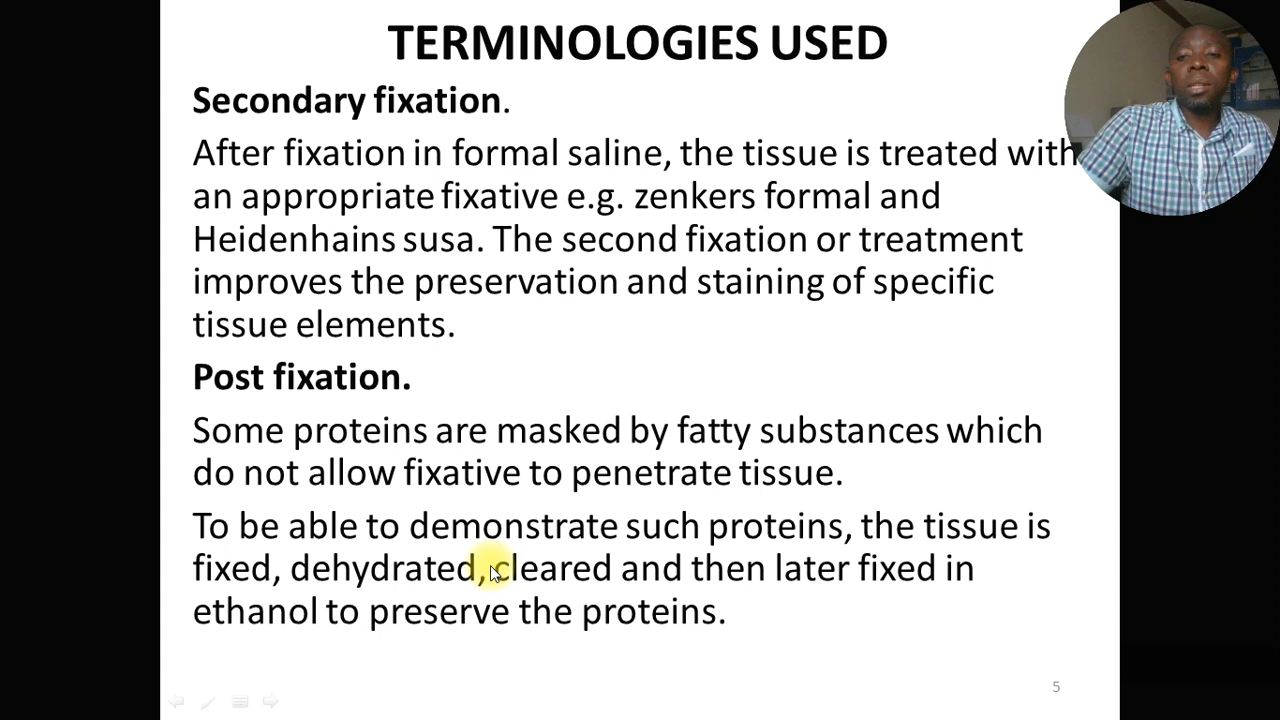 TERMINOLOGIES USED
Secondary fixation.
After fixation in formal saline, the tissue is treated with
an appropriate fixative e.g. zenkers formal and
Heidenhains susa. The second fixation or treatment
improves the preservation and staining of specific
tissue elements.
Post fixation.
Some proteins are masked by fatty substances which
do not allow fixative to penetrate tissue.
To be able to demonstrate such proteins, the tissue is
fixed, dehydrated, cleared and then later fixed in
ethanol to preserve the proteins.
5